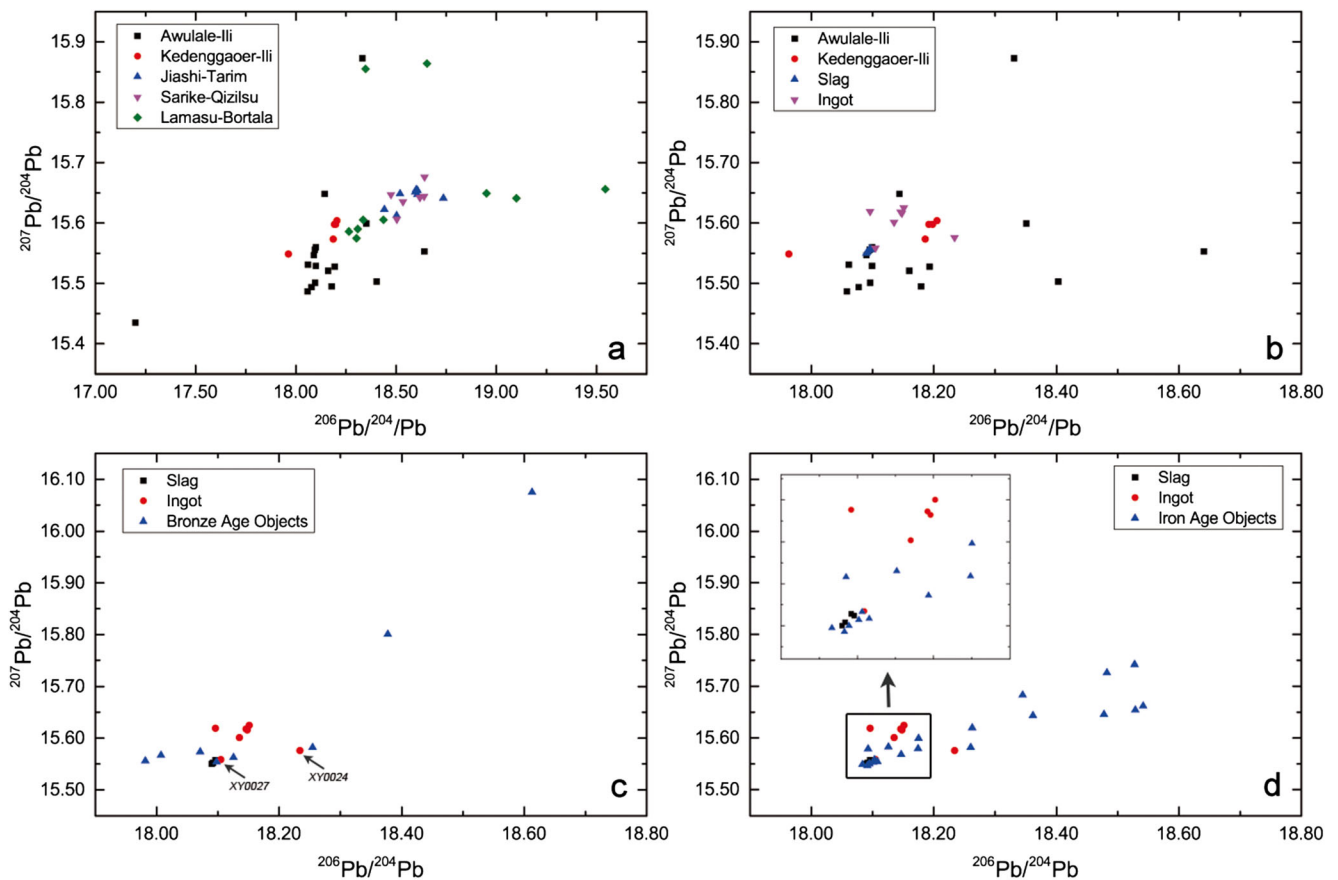 15.9
15.8
15.7
15.6
15.5
15.4
²⁰⁷Pb/²⁰⁴Pb
Awulale-Ili
Kedenggaoer-Ili
Jiashi-Tarim
Sarike-Qizilsu
Lamasu-Bortala
a
17.00 17.50 18.00 18.50 19.00 19.50
²⁰⁶Pb/²⁰⁴/Pb
15.90
15.80
15.70
15.60
15.50
15.40
²⁰⁷Pb/²⁰⁴Pb
Awulale-Ili
Kedenggaoer-Ili
Slag
Ingot
b
18.00 18.20 18.40 18.60 18.80
²⁰⁶Pb/²⁰⁴/Pb
16.10
16.00
15.90
15.80
15.70
15.60
15.50
²⁰⁷Pb/²⁰⁴Pb
Slag
Ingot
Bronze Age Objects
XY0027
XY0024
c
18.00 18.20 18.40 18.60 18.80
²⁰⁶Pb/²⁰⁴Pb
16.10
16.00
15.90
15.80
15.70
15.60
15.50
²⁰⁷Pb/²⁰⁴Pb
Slag
Ingot
Iron Age Objects
d
18.00 18.20 18.40 18.60 18.80
²⁰⁶Pb/²⁰⁴Pb